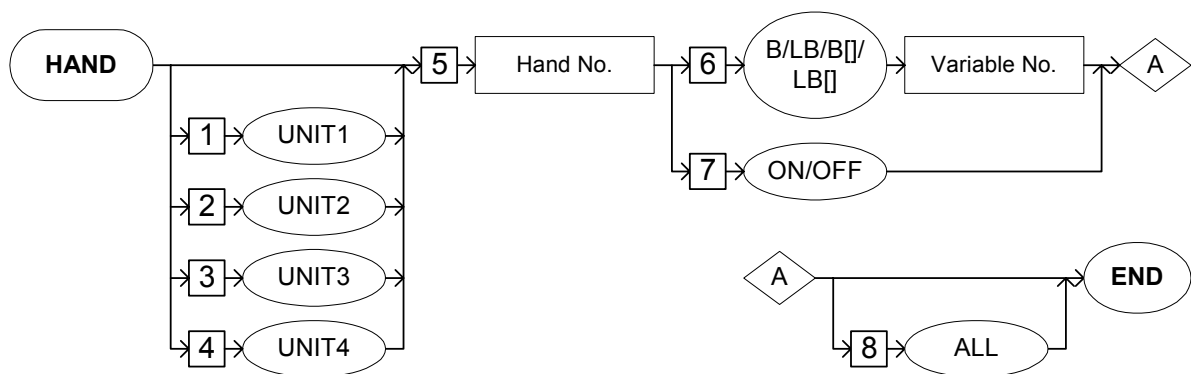 HAND
5
Hand No.
6
B/LB/B[]/
LB[]
Variable No.
A
1
UNIT1
7
ON/OFF
2
UNIT2
3
UNIT3
A
END
4
UNIT4
8
ALL